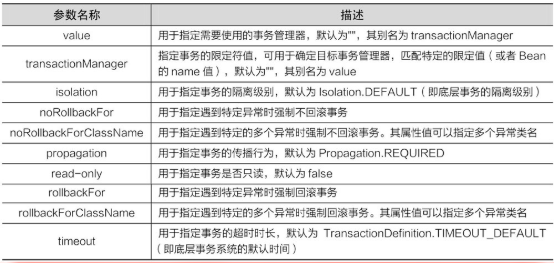 参数名称 描述
value 用于指定需要使用的事务管理器，默认为""，其别名为 transactionManager
transactionManager 指定事务的限定符值，可用于确定目标事务管理器，匹配特定的限定值（或者 Bean
的 name 值），默认为""，其别名为 value
isolation 用于指定事务的隔离级别，默认为 Isolation.DEFAULT（即底层事务的隔离级别）
noRollbackFor 用于指定遇到特定异常时强制不回滚事务
noRollbackForClassName 用于指定遇到特定的多个异常时强制不回滚事务。其属性值可以指定多个异常类名
propagation 用于指定事务的传播行为，默认为 Propagation.REQUIRED
read-only 用于指定事务是否只读，默认为 false
rollbackFor 用于指定遇到特定异常时强制回滚事务
rollbackForClassName 用于指定遇到特定的多个异常时强制回滚事务。其属性值可以指定多个异常类名
timeout 用于指定事务的超时时长，默认为 TransactionDefinition.TIMEOUT_DEFAULT
（即底层事务系统的默认时间）